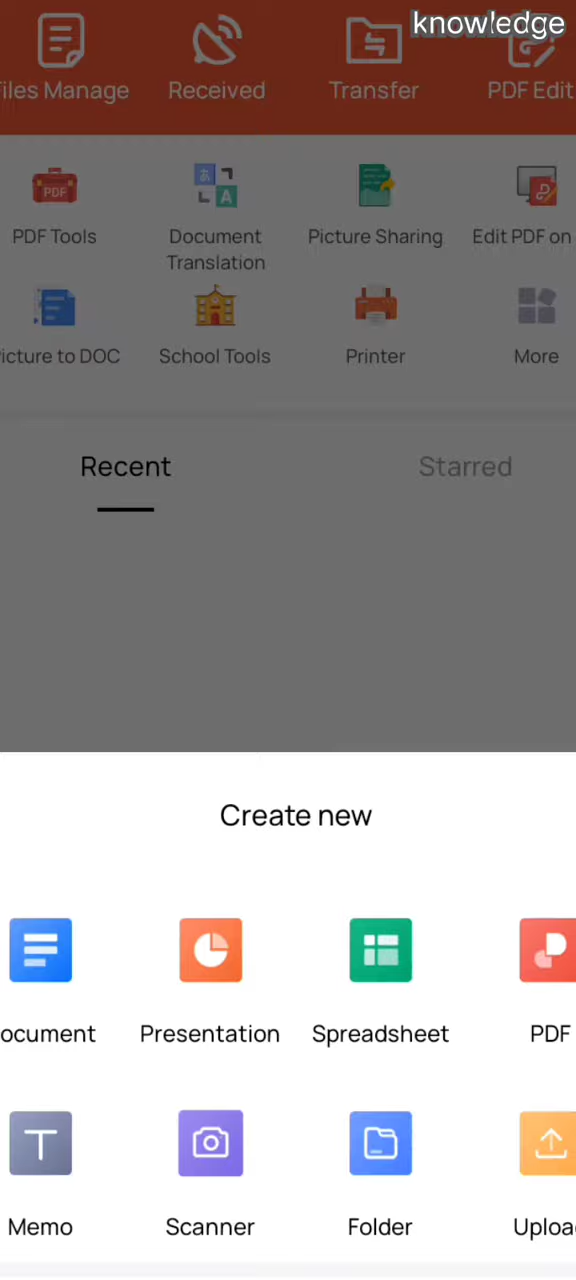 knowledge
iles Manage Received Transfer PDF Edit
PDF
PDF Tools Document Translation Picture Sharing Edit PDF on
icture to DOC School Tools Printer More
Recent Starred
Create new
ocument Presentation Spreadsheet PDF
Memo Scanner Folder Uploa